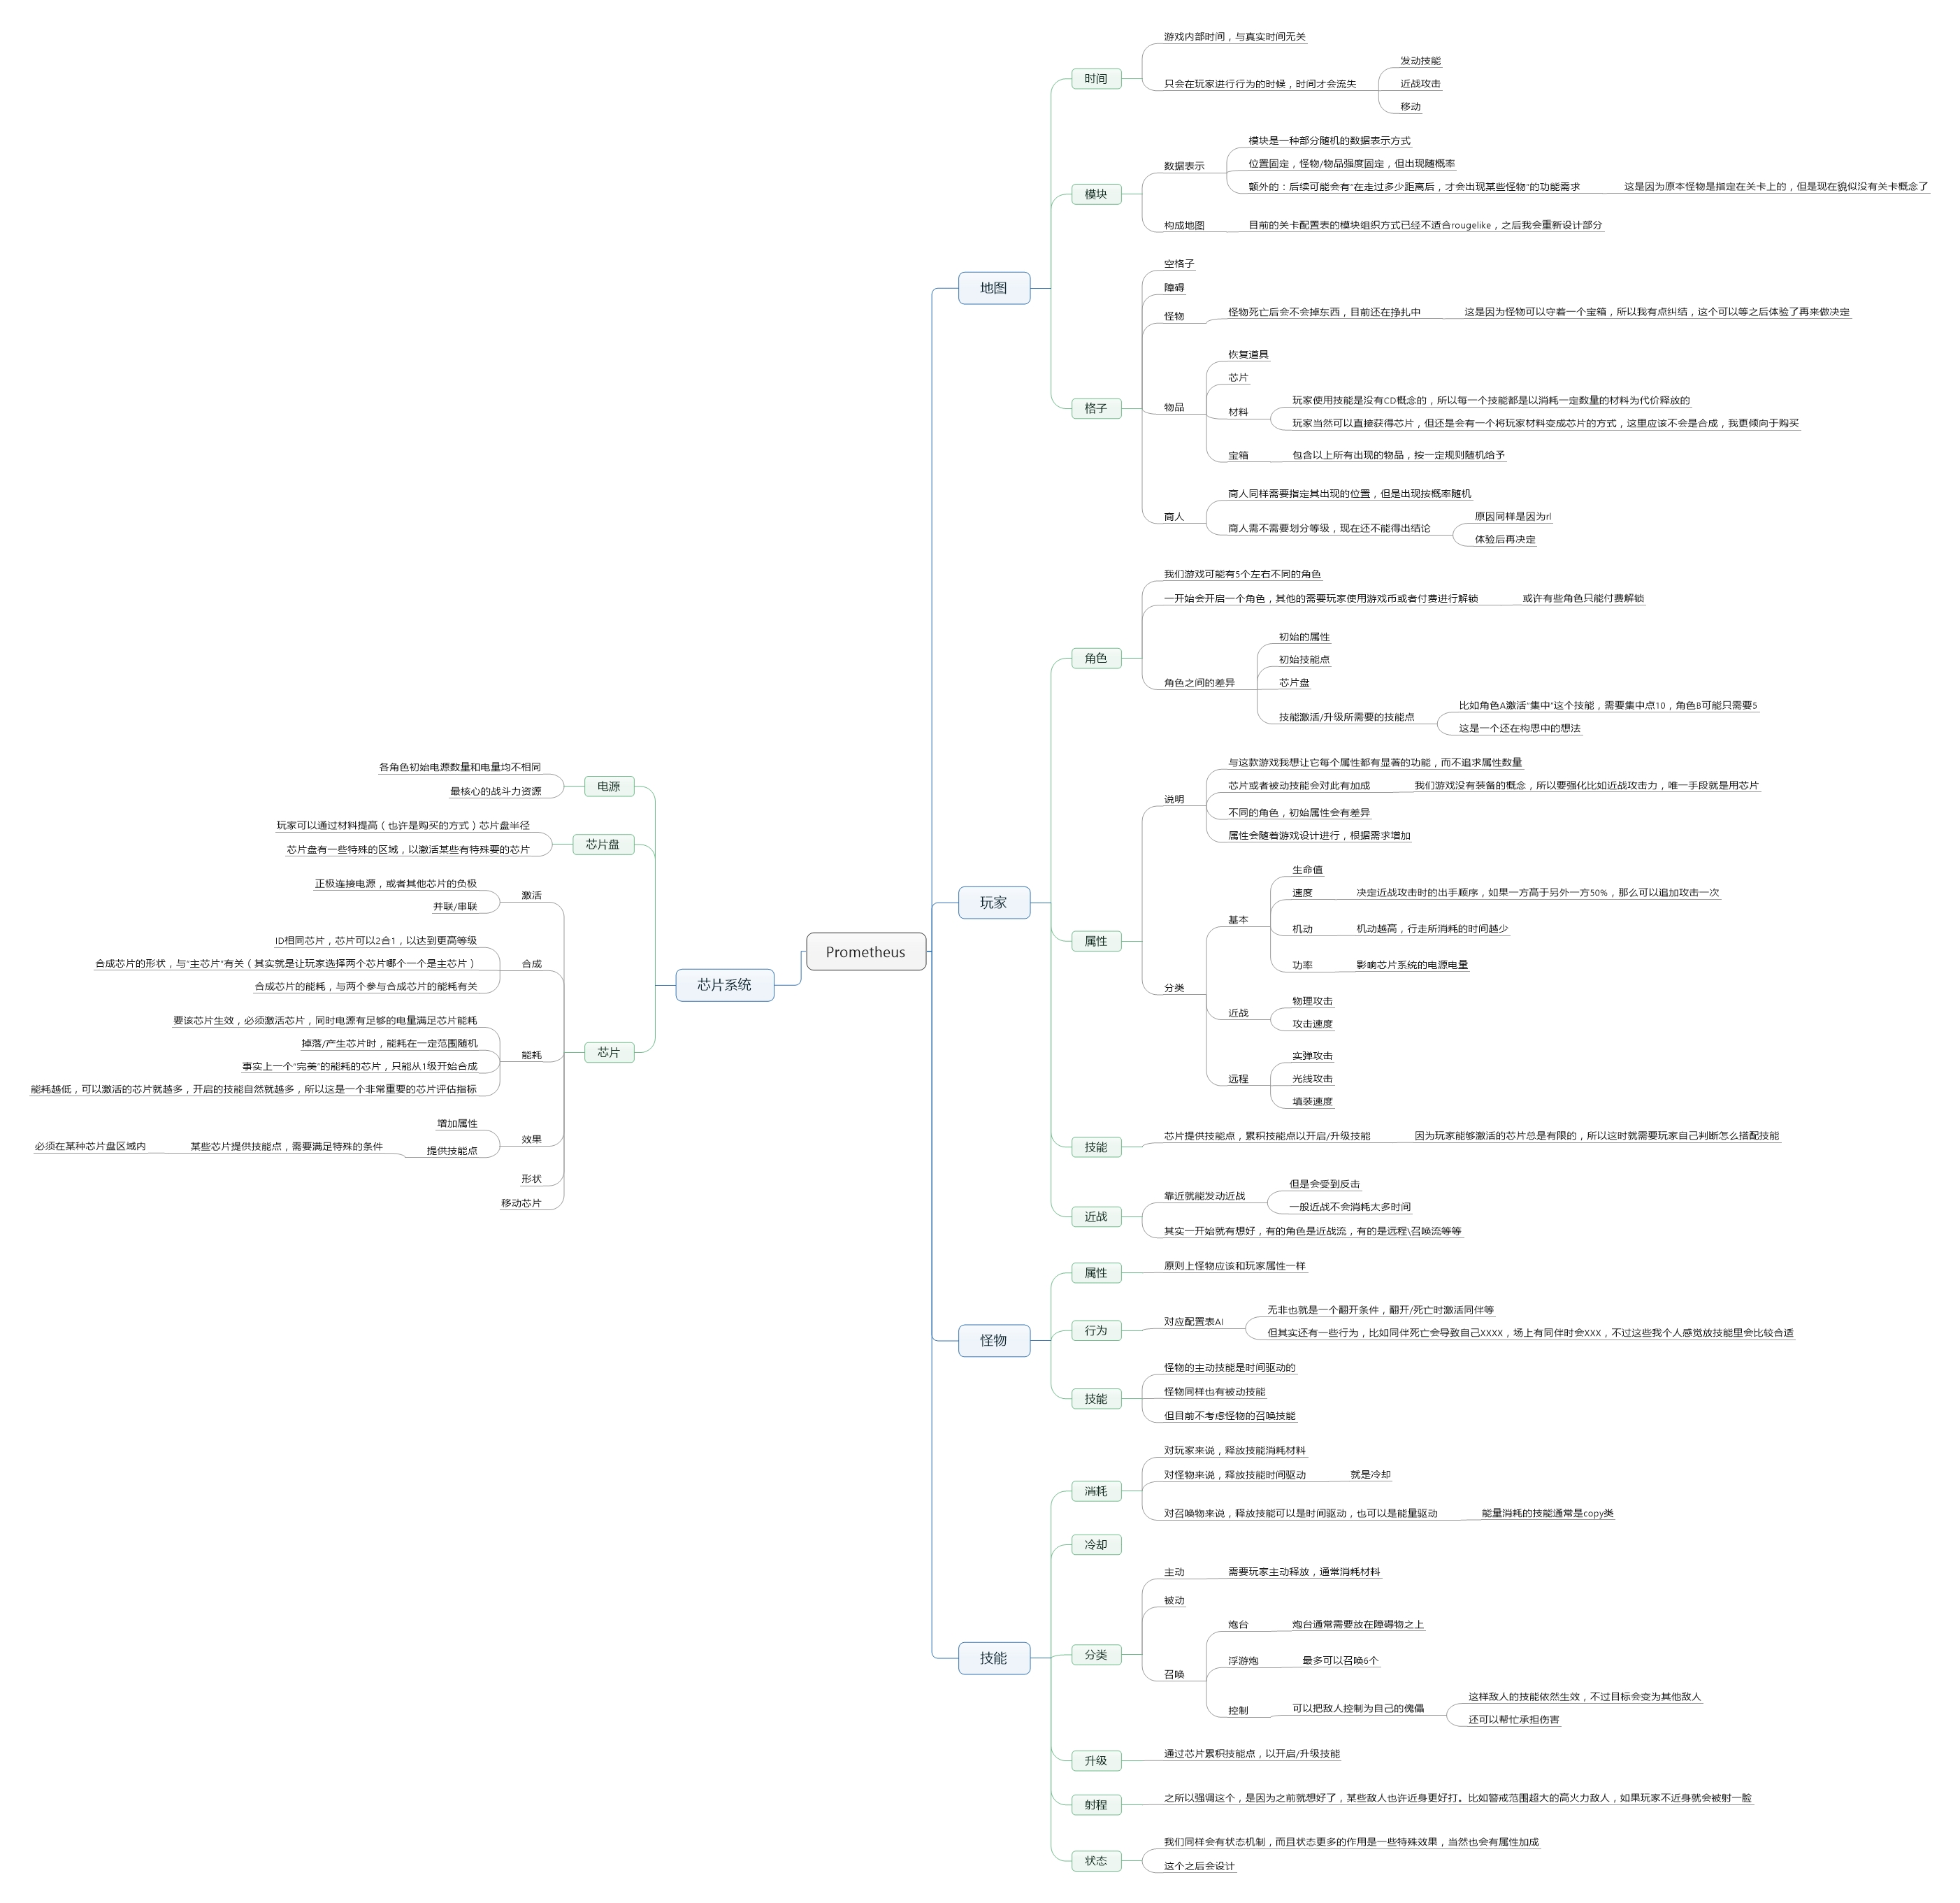 Prometheus
地图
时间
游戏内部时间，与真实时间无关
只会在玩家进行行为的时候，时间才会流失
发动技能
近战攻击
移动
模块
数据表示
模块是一种部分随机的数据表示方式
位置固定，怪物/物品强度固定，但出现随概率
额外的：后续可能会有“在走过多少距离后，才会出现某些怪物”的功能需求
这是因为原本怪物是指定在关卡上的，但是现在貌似没有关卡概念了
构成地图
目前的关卡配置表的模块组织方式已经不适合rougelike，之后我会重新设计部分
格子
空格子
障碍
怪物
怪物死亡后会不会掉东西，目前还在挣扎中
这是因为怪物可以守着一个宝箱，所以我有点纠结，这个可以等之后体验了再来做决定
物品
恢复道具
芯片
材料
玩家使用技能是没有CD概念的，所以每一个技能都是以消耗一定数量的材料为代价释放的
玩家当然可以直接获得芯片，但还是会有一个将玩家材料变成芯片的方式，这里应该不会是合成，我更倾向于购买
宝箱
包含以上所有出现的物品，按一定规则随机给予
商人
商人同样需要指定其出现的位置，但是出现按概率随机
商人需不需要划分等级，现在还不能得出结论
原因同样是因为rl
体验后再决定
玩家
角色
我们游戏可能有5个左右不同的角色
一开始会开启一个角色，其他的需要玩家使用游戏币或者付费进行解锁
或许有些角色只能付费解锁
角色之间的差异
初始的属性
初始技能点
芯片盘
技能激活/升级所需要的技能点
比如角色A激活“集中”这个技能，需要集中点10，角色B可能只需要5
这是一个还在构思中的想法
属性
说明
与这款游戏我想让它每个属性都有显著的功能，而不追求属性数量
芯片或者被动技能会对此有加成
我们游戏没有装备的概念，所以要强化比如近战攻击力，唯一手段就是用芯片
不同的角色，初始属性会有差异
属性会随着游戏设计进行，根据需求增加
分类
基本
生命值
速度
决定近战攻击时的出手顺序，如果一方高于另外一方50%，那么可以追加攻击一次
机动
机动越高，行走所消耗的时间越少
功率
影响芯片系统的电源电量
近战
物理攻击
攻击速度
远程
实弹攻击
光线攻击
填装速度
技能
芯片提供技能点，累积技能点以开启/升级技能
因为玩家能够激活的芯片总是有限的，所以这时就需要玩家自己判断怎么搭配技能
近战
靠近就能发动近战
但是会受到反击
一般近战不会消耗太多时间
其实一开始就有想好，有的角色是近战流，有的是远程\召唤流等等
怪物
属性
原则上怪物应该和玩家属性一样
行为
对应配置表AI
无非也就是一个翻开条件，翻开/死亡时激活同伴等
但其实还有一些行为，比如同伴死亡会导致自己XXXX，场上有同伴时会XXX，不过这些我个人感觉放技能里会比较合适
技能
怪物的主动技能是时间驱动的
怪物同样也有被动技能
但目前不考虑怪物的召唤技能
技能
消耗
对玩家来说，释放技能消耗材料
对怪物来说，释放技能时间驱动
就是冷却
对召唤物来说，释放技能可以是时间驱动，也可以是能量驱动
能量消耗的技能通常是copy类
冷却
分类
主动
需要玩家主动释放，通常消耗材料
被动
召唤
炮台
炮台通常需要放在障碍物之上
浮游炮
最多可以召唤6个
控制
可以把敌人控制为自己的傀儡
这样敌人的技能依然生效，不过目标会变为其他敌人
还可以帮忙承担伤害
升级
通过芯片累积技能点，以开启/升级技能
射程
之所以强调这个，是因为之前就想好了，某些敌人也许近身更好打。比如警戒范围超大的高火力敌人，如果玩家不近身就会被射一脸
状态
我们同样会有状态机制，而且状态更多的作用是一些特殊效果，当然也会有属性加成
这个之后会设计
芯片系统
电源
各角色初始电源数量和电量均不相同
最核心的战斗力资源
芯片盘
玩家可以通过材料提高（也许是购买的方式）芯片盘半径
芯片盘有一些特殊的区域，以激活某些有特殊要的芯片
芯片
激活
正极连接电源，或者其他芯片的负极
并联/串联
合成
ID相同芯片，芯片可以2合1，以达到更高等级
合成芯片的形状，与“主芯片”有关（其实就是让玩家选择两个芯片哪个一个是主芯片）
合成芯片的能耗，与两个参与合成芯片的能耗有关
能耗
要该芯片生效，必须激活芯片，同时电源有足够的电量满足芯片能耗
掉落/产生芯片时，能耗在一定范围随机
事实上一个“完美”的能耗的芯片，只能从1级开始合成
能耗越低，可以激活的芯片就越多，开启的技能自然就越多，所以这是一个非常重要的芯片评估指标
效果
增加属性
提供技能点
某些芯片提供技能点，需要满足特殊的条件
必须在某种芯片盘区域内
形状
移动芯片